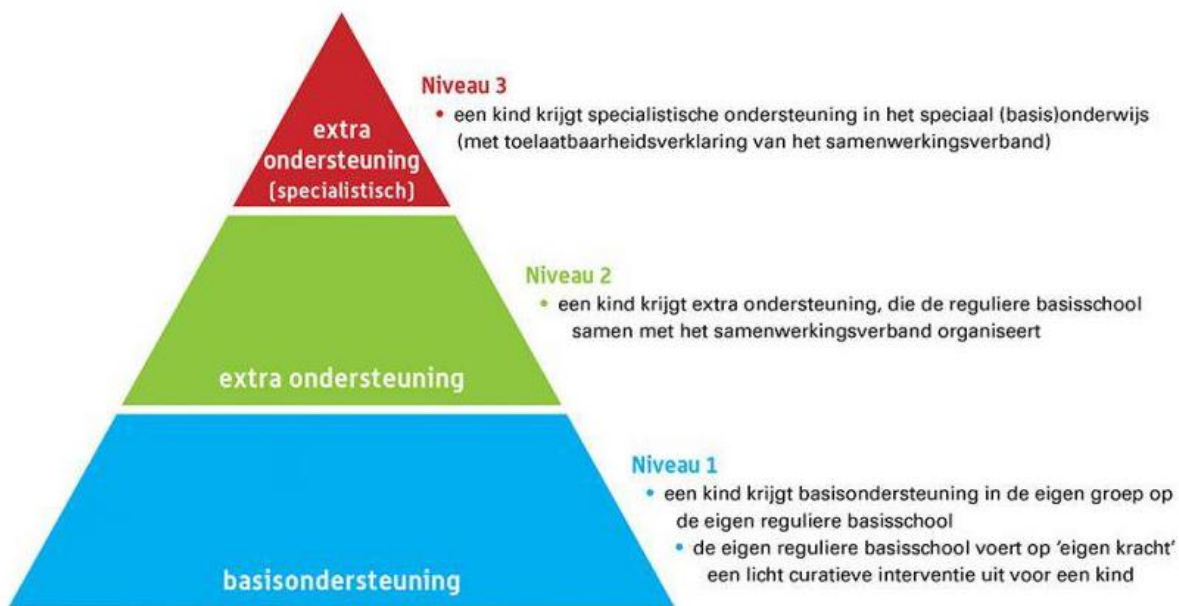 Niveau 3
• een kind krijgt specialistische ondersteuning in het speciaal (basis)onderwijs
(met toelaatbaarheidsverklaring van het samenwerkingsverband)
extra
ondersteuning
(specialistisch)
Niveau 2
• een kind krijgt extra ondersteuning, die de reguliere basisschool
samen met het samenwerkingsverband organiseert
extra ondersteuning
Niveau 1
• een kind krijgt basisondersteuning in de eigen groep op
de eigen reguliere basisschool
• de eigen reguliere basisschool voert op ‘eigen kracht’
een licht curatieve interventie uit voor een kind
basisondersteuning